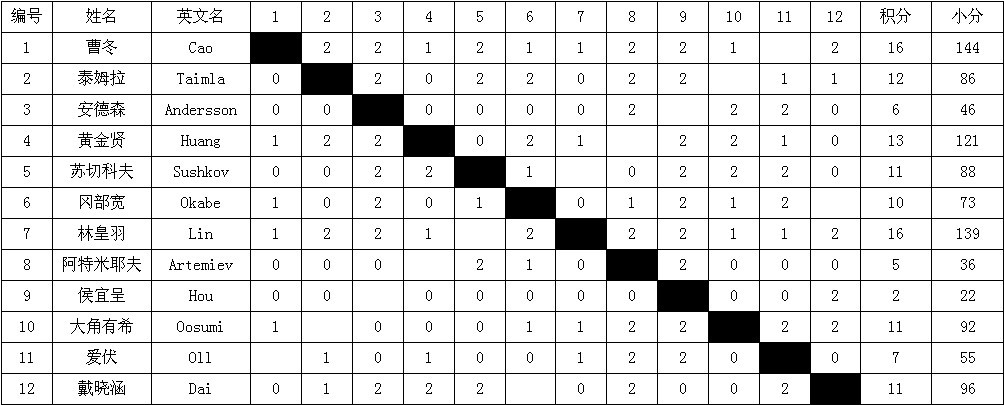 编号 姓名 英文名 1 2 3 4 5 6 7 8 9 10 11 12 积分 小分
1 曹冬 Cao 2 2 1 2 1 1 2 2 1 2 16 144
2 泰姆拉 Taimla 0 2 0 2 2 0 2 2 1 1 12 86
3 安德森 Andersson 0 0 0 0 0 0 2 2 2 0 6 46
4 黄金贤 Huang 1 2 2 0 2 1 2 2 1 0 13 121
5 苏切科夫 Sushkov 0 0 2 2 1 0 2 2 2 0 11 88
6 冈部宽 Okabe 1 0 2 0 1 0 1 2 1 2 10 73
7 林皇羽 Lin 1 2 2 1 2 2 2 1 1 2 16 139
8 阿特米耶夫 Artemiev 0 0 0 2 1 0 2 0 0 0 5 36
9 侯宜呈 Hou 0 0 0 0 0 0 0 0 0 2 2 22
10 大角有希 Oosumi 1 0 0 0 1 1 2 2 2 2 11 92
11 爱伏 Oll 1 0 1 0 0 1 2 2 0 0 7 55
12 戴晓涵 Dai 0 1 2 2 2 0 2 0 0 2 11 96